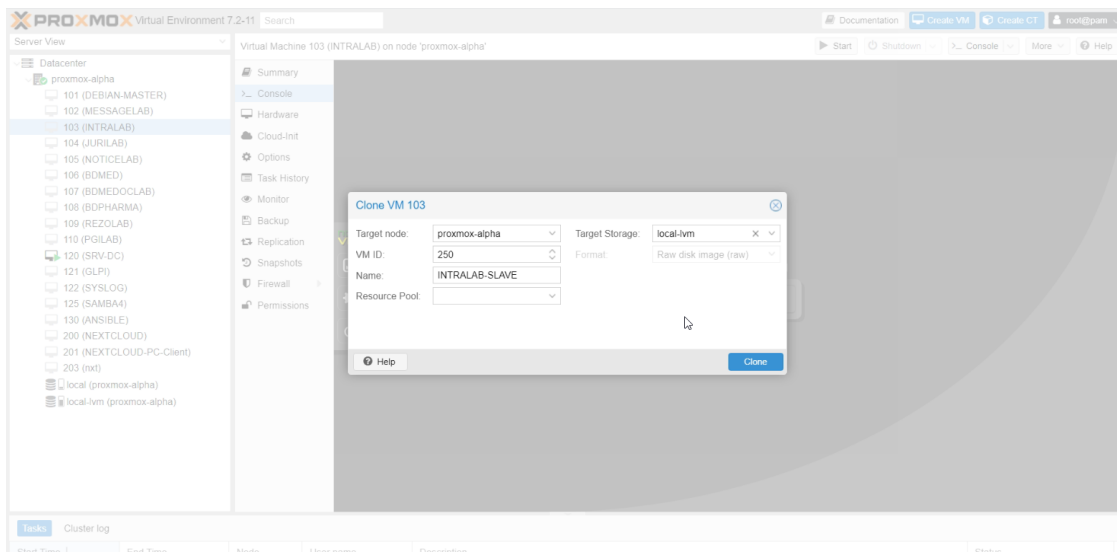 PROXMOX Virtual Environment 7.2-11 Search
Documentation Create VM Create CT root@pam
Server View
Virtual Machine 103 (INTRALAB) on node 'proxmox-alpha'
Start Shutdown Console More Help
Datacenter
proxmox-alpha
101 (DEBIAN-MASTER)
102 (MESSAGELAB)
103 (INTRALAB)
104 (JURILAB)
105 (NOTICELAB)
106 (BDMED)
107 (BDMEDOCLAB)
108 (BDPHARMA)
109 (REZOLAB)
110 (PGILAB)
120 (SRV-DC)
121 (GLPI)
122 (SYSLOG)
125 (SAMBA4)
130 (ANSIBLE)
200 (NEXTCLOUD)
201 (NEXTCLOUD-PC-Client)
203 (nxt)
local (proxmox-alpha)
local-lvm (proxmox-alpha)
Summary
>_ Console
Hardware
Cloud-Init
Options
Task History
Monitor
Backup
Replication
Snapshots
Firewall
Permissions
Clone VM 103
Target node: proxmox-alpha
VM ID: 250
Name: INTRALAB-SLAVE
Resource Pool:
Target Storage: local-lvm
Format: Raw disk image (raw)
Help
Clone
Tasks Cluster log
Start Time End Time Node User name Description Status